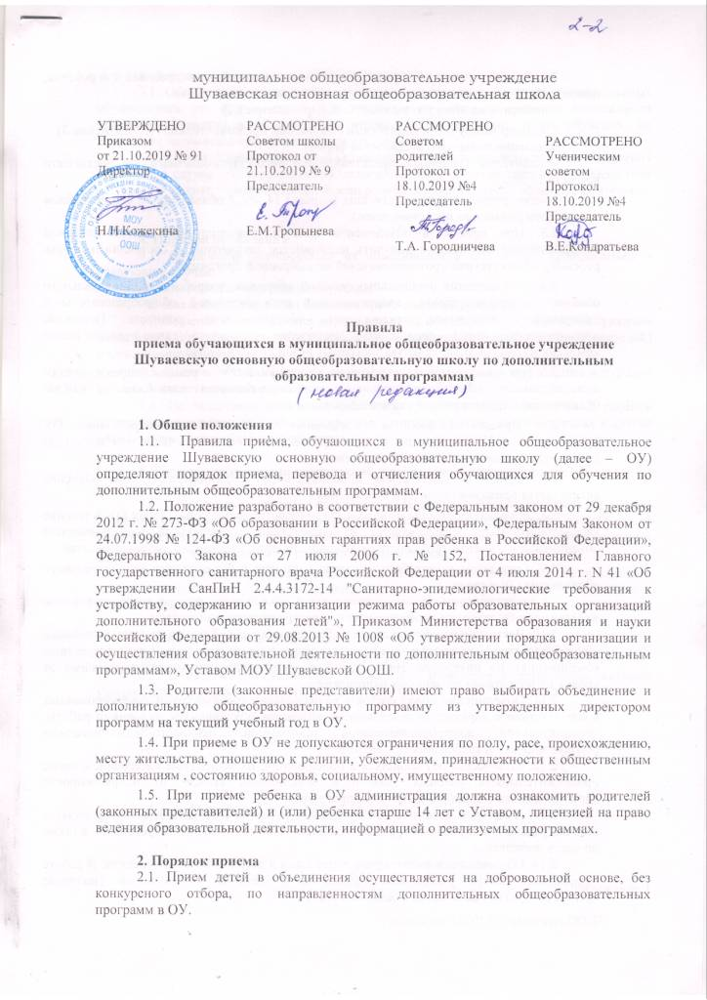 2-2
муниципальное общеобразовательное учреждение
Шуваевская основная общеобразовательная школа
УТВЕРЖДЕНО
Приказом
от 21.10.2019 № 91
Директор
МОУ
ООШ
Н.Н.Кожекина
РАССМОТРЕНО
Советом школы
Протокол от
21.10.2019 № 9
Председатель
Е.М.Тропынева
РАССМОТРЕНО
Советом
родителей
Протокол от
18.10.2019 №4
Председатель
Т.А. Городничева
РАССМОТРЕНО
Ученическим
советом
Протокол
18.10.2019 №4
Председатель
В.Е.Кондратьева
Правила
приема обучающихся в муниципальное общеобразовательное учреждение
Шуваевскую основную общеобразовательную школу по дополнительным
образовательным программам
(новая редакция)
1. Общие положения
1.1. Правила приёма, обучающихся в муниципальное общеобразовательное
учреждение Шуваевскую основную общеобразовательную школу (далее – ОУ)
определяют порядок приема, перевода и отчисления обучающихся для обучения по
дополнительным общеобразовательным программам.
1.2. Положение разработано в соответствии с Федеральным законом от 29 декабря
2012 г. № 273-ФЗ «Об образовании в Российской Федерации», Федеральным Законом от
24.07.1998 № 124-ФЗ «Об основных гарантиях прав ребенка в Российской Федерации»,
Федерального Закона от 27 июля 2006 г. № 152, Постановлением Главного
государственного санитарного врача Российской Федерации от 4 июля 2014 г. N 41 «Об
утверждении СанПиН 2.4.4.3172-14 "Санитарно-эпидемиологические требования к
устройству, содержанию и организации режима работы образовательных организаций
дополнительного образования детей"», Приказом Министерства образования и науки
Российской Федерации от 29.08.2013 № 1008 «Об утверждении порядка организации и
осуществления образовательной деятельности по дополнительным общеобразовательным
программам», Уставом МОУ Шуваевской ООШ.
1.3. Родители (законные представители) имеют право выбирать объединение и
дополнительную общеобразовательную программу из утвержденных директором
программ на текущий учебный год в ОУ.
1.4. При приеме в ОУ не допускаются ограничения по полу, расе, происхождению,
месту жительства, отношению к религии, убеждениям, принадлежности к общественным
организациям , состоянию здоровья, социальному, имущественному положению.
1.5. При приеме ребенка в ОУ администрация должна ознакомить родителей
(законных представителей) и (или) ребенка старше 14 лет с Уставом, лицензией на право
ведения образовательной деятельности, информацией о реализуемых программах.
2. Порядок приема
2.1. Прием детей в объединения осуществляется на добровольной основе, без
конкурсного отбора, по направленностям дополнительных общеобразовательных
программ в ОУ.